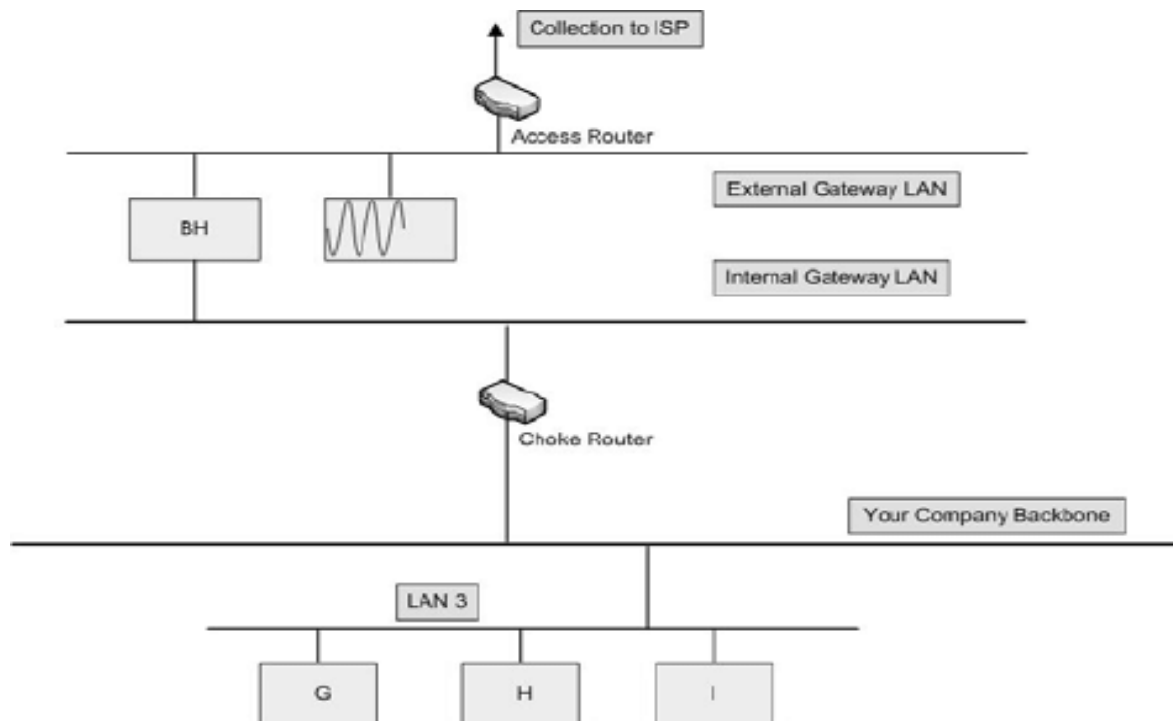 Collection to ISP
Access Router
External Gateway LAN
BH
Internal Gateway LAN
Choke Router
Your Company Backbone
LAN 3
G
H
I